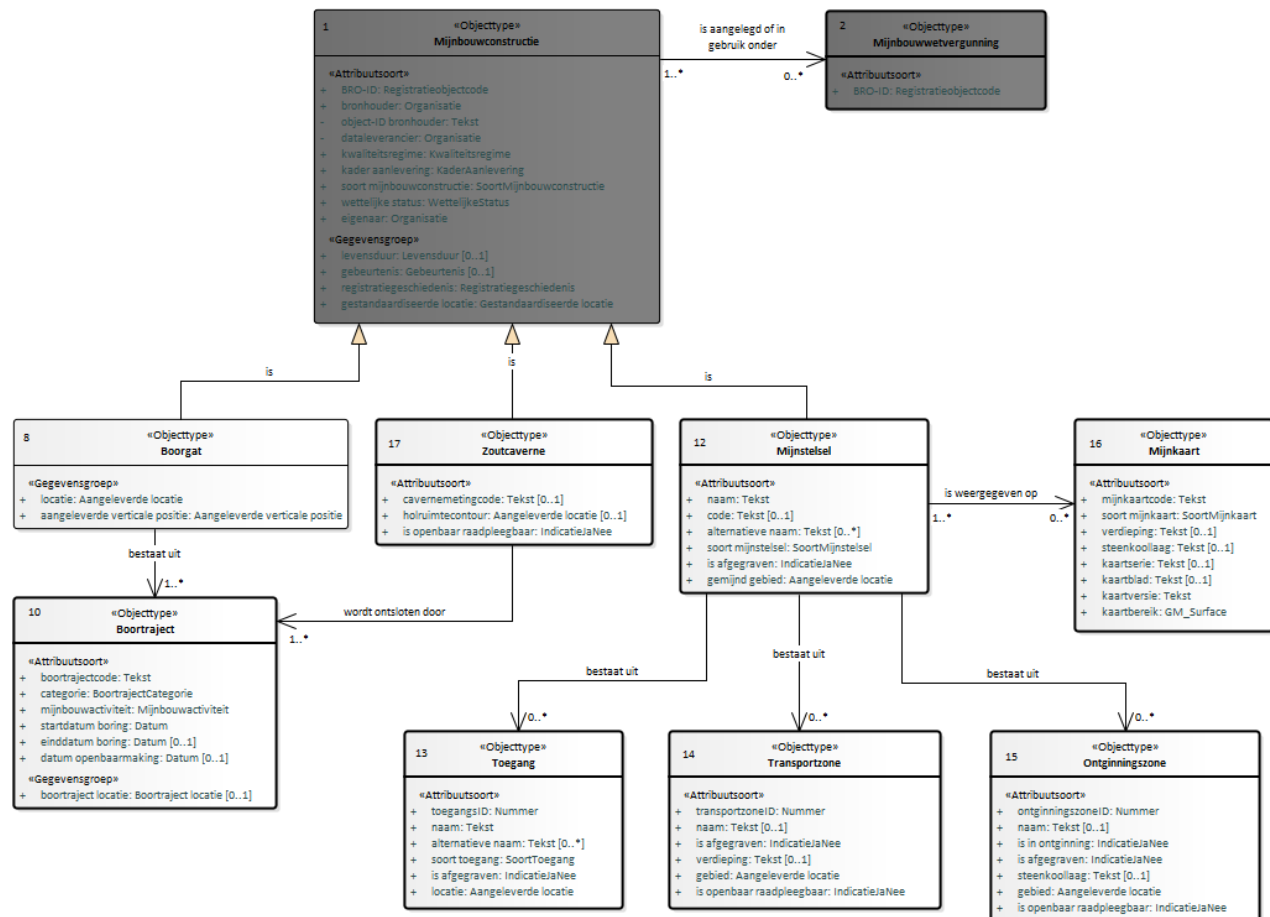 1
«Objecttype»
Mijnbouwconstructie
«Attribuutsoort»
+ BRO-ID: Registratieobjectcode
+ bronhouder: Organisatie
- object-ID bronhouder: Tekst
- dataleverancier: Organisatie
+ kwaliteitsregime: Kwaliteitsregime
+ kader aanlevering: KaderAanlevering
+ soort mijnbouwconstructie: SoortMijnbouwconstructie
+ wettelijke status: WettelijkeStatus
+ eigenaar: Organisatie
«Gegevensgroep»
+ levensduur: Levensduur [0..1]
+ gebeurtenis: Gebeurtenis [0..1]
+ registratiegeschiedenis: Registratiegeschiedenis
+ gestandaardiseerde locatie: Gestandaardiseerde locatie
is aangelegd of in
gebruik onder
1..*
0..*
2
«Objecttype»
Mijnbouwwetvergunning
«Attribuutsoort»
+ BRO-ID: Registratieobjectcode
is
is
is
8
«Objecttype»
Boorgat
«Gegevensgroep»
+ locatie: Aangeleverde locatie
+ aangeleverde verticale positie: Aangeleverde verticale positie
17
«Objecttype»
Zoutcaverne
«Attribuutsoort»
+ cavernemetingcode: Tekst [0..1]
+ holruimtecontour: Aangeleverde locatie [0..1]
+ is openbaar raadpleegbaar: IndicatieJaNee
12
«Objecttype»
Mijnstelsel
«Attribuutsoort»
+ naam: Tekst
+ code: Tekst [0..1]
+ alternatieve naam: Tekst [0..*]
+ soort mijnstelsel: SoortMijnstelsel
+ is afgegraven: IndicatieJaNee
+ gemijnd gebied: Aangeleverde locatie
is weergegeven op
1..*
0..*
16
«Objecttype»
Mijnkaart
«Attribuutsoort»
+ mijnkaartcode: Tekst
+ soort mijnkaart: SoortMijnkaart
+ verdieping: Tekst [0..1]
+ steenkoollaag: Tekst [0..1]
+ kaartserie: Tekst [0..1]
+ kaartblad: Tekst [0..1]
+ kaartversie: Tekst
+ kaartbereik: GM_Surface
bestaat uit
1..*
wordt ontsloten door
1..*
10
«Objecttype»
Boortraject
«Attribuutsoort»
+ boortrajectcode: Tekst
+ categorie: BoortrajectCategorie
+ mijnbouwactiviteit: Mijnbouwactiviteit
+ startdatum boring: Datum
+ einddatum boring: Datum [0..1]
+ datum openbaarmaking: Datum [0..1]
«Gegevensgroep»
+ boortraject locatie: Boortraject locatie [0..1]
bestaat uit
0..*
bestaat uit
0..*
bestaat uit
0..*
13
«Objecttype»
Toegang
«Attribuutsoort»
+ toegangsID: Nummer
+ naam: Tekst
+ alternatieve naam: Tekst [0..*]
+ soort toegang: SoortToegang
+ is afgegraven: IndicatieJaNee
+ locatie: Aangeleverde locatie
14
«Objecttype»
Transportzone
«Attribuutsoort»
+ transportzoneID: Nummer
+ naam: Tekst [0..1]
+ is afgegraven: IndicatieJaNee
+ verdieping: Tekst [0..1]
+ gebied: Aangeleverde locatie
+ is openbaar raadpleegbaar: IndicatieJaNee
15
«Objecttype»
Ontginningszone
«Attribuutsoort»
+ ontginningszoneID: Nummer
+ naam: Tekst [0..1]
+ is in ontginning: IndicatieJaNee
+ is afgegraven: IndicatieJaNee
+ steenkoollaag: Tekst [0..1]
+ gebied: Aangeleverde locatie
+ is openbaar raadpleegbaar: IndicatieJaNee